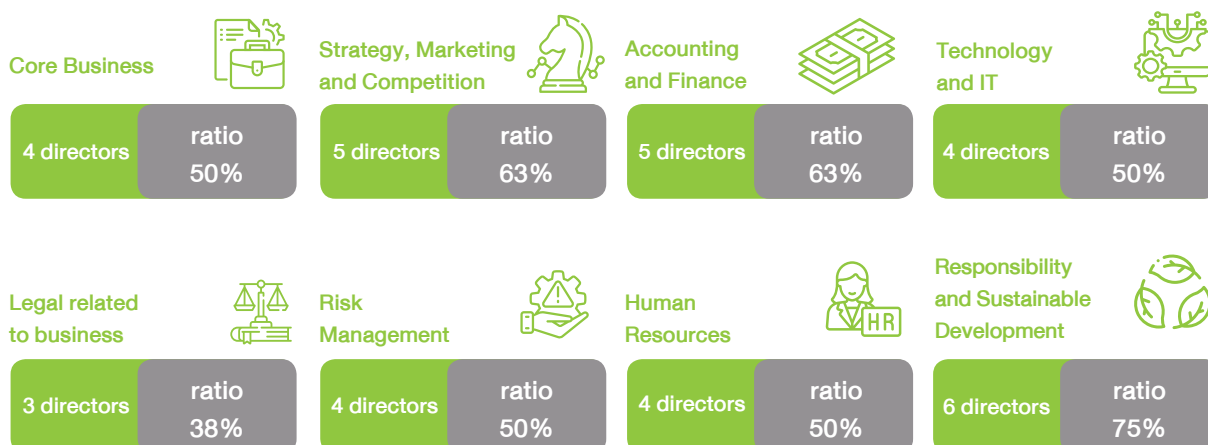 Core Business
4 directors
ratio
50%
Strategy, Marketing
and Competition
5 directors
ratio
63%
Accounting
and Finance
5 directors
ratio
63%
Technology
and IT
4 directors
ratio
50%
Legal related
to business
3 directors
ratio
38%
Risk
Management
4 directors
ratio
50%
Human
Resources
HR
4 directors
ratio
50%
Responsibility
and Sustainable
Development
6 directors
ratio
75%